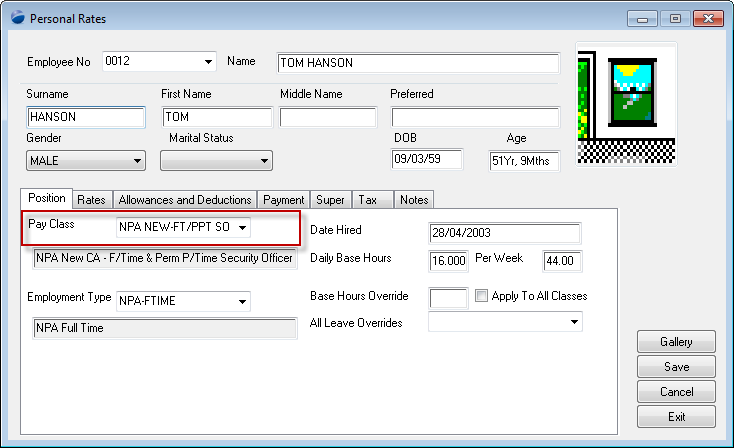 Personal Rates
Employee No 0012 Name TOM HANSON
Surname First Name Middle Name Preferred
HANSON TOM
Gender Marital Status DOB Age
MALE 09/03/59 51Yr, 9Mths
Position Rates Allowances and Deductions Payment Super Tax Notes
Pay Class NPA NEW-FT/PPT SO Date Hired 28/04/2003
NPA New CA - F/Time & Perm P/Time Security Officer Daily Base Hours 16.000 Per Week 44.00
Employment Type NPA-FTIME Base Hours Override Apply To All Classes
NPA Full Time All Leave Overrides
Gallery
Save
Cancel
Exit